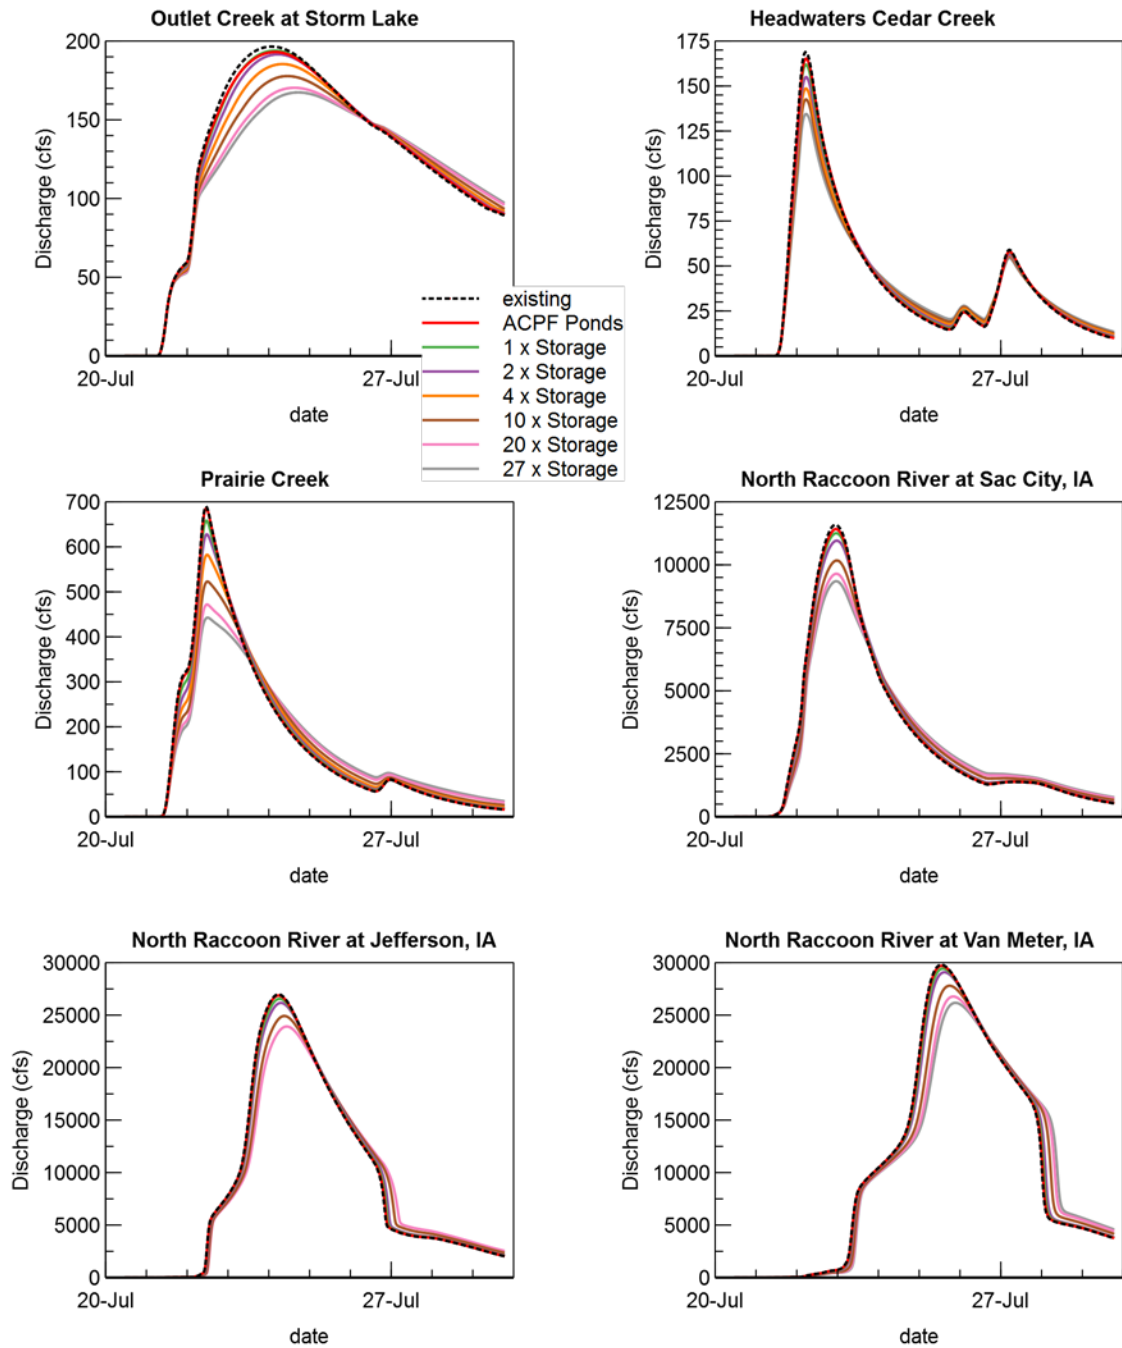 Outlet Creek at Storm Lake
200
150
100
50
0
Discharge (cfs)
20-Jul
27-Jul
date
Headwaters Cedar Creek
175
150
125
100
75
50
25
0
Discharge (cfs)
20-Jul
27-Jul
date
existing
ACPF Ponds
1 x Storage
2 x Storage
4 x Storage
10 x Storage
20 x Storage
27 x Storage
Prairie Creek
700
600
500
400
300
200
100
0
Discharge (cfs)
20-Jul
27-Jul
date
North Raccoon River at Sac City, IA
12500
10000
7500
5000
2500
0
Discharge (cfs)
20-Jul
27-Jul
date
North Raccoon River at Jefferson, IA
30000
25000
20000
15000
10000
5000
0
Discharge (cfs)
20-Jul
27-Jul
date
North Raccoon River at Van Meter, IA
30000
25000
20000
15000
10000
5000
0
Discharge (cfs)
20-Jul
27-Jul
date